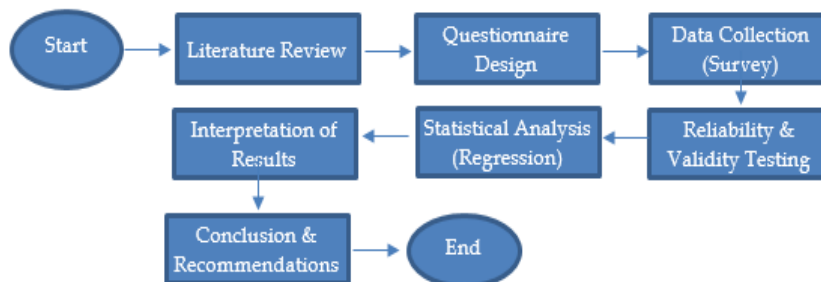 Start
Literature Review
Questionnaire
Design
Data Collection
(Survey)
Reliability &
Validity Testing
Statistical Analysis
(Regression)
Interpretation of
Results
Conclusion &
Recommendations
End